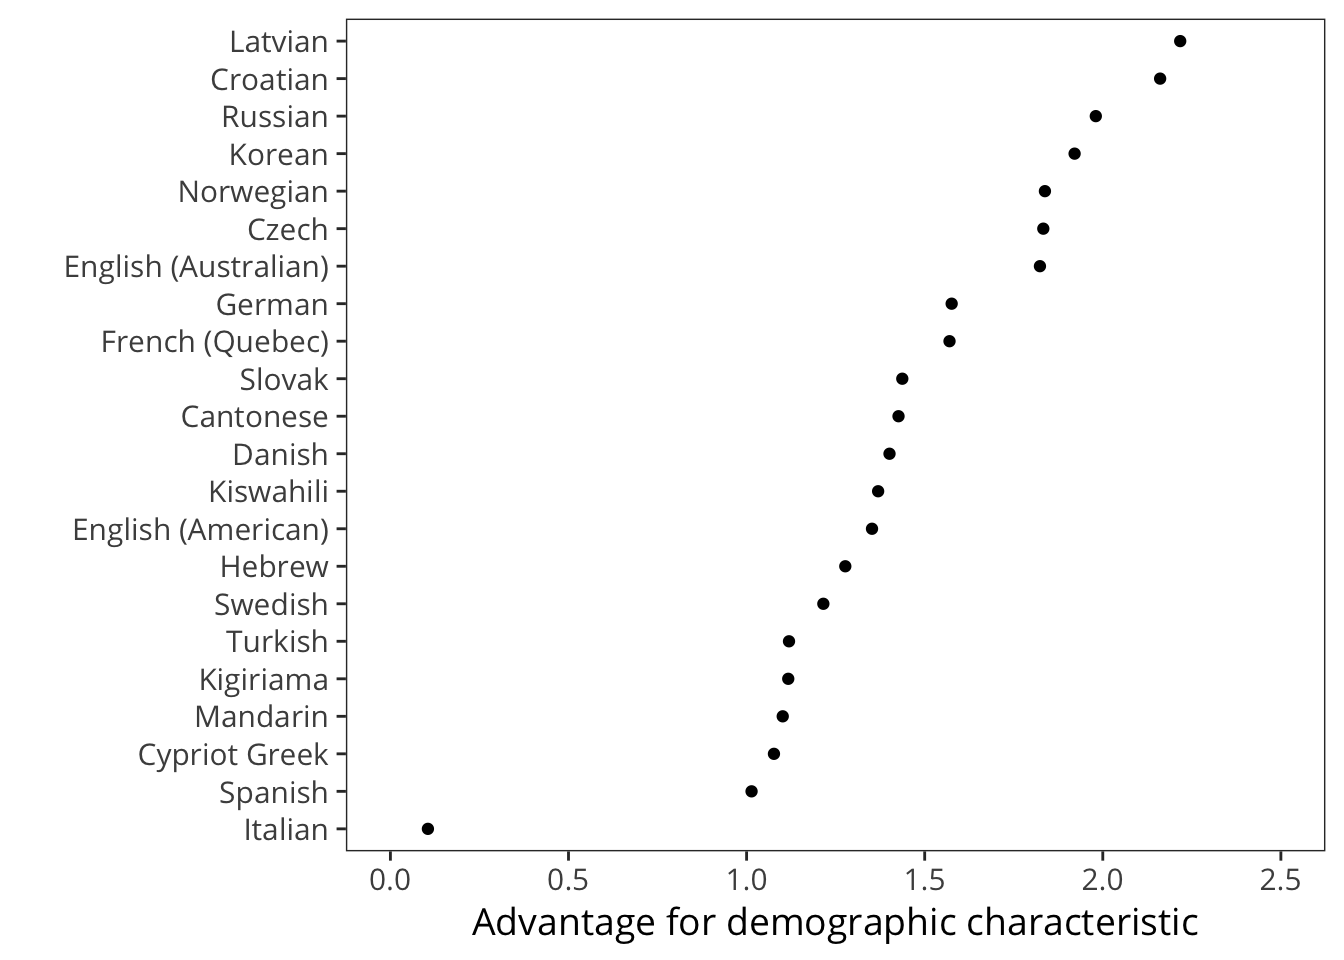 Latvian
Croatian
Russian
Korean
Norwegian
Czech
English (Australian)
German
French (Quebec)
Slovak
Cantonese
Danish
Kiswahili
English (American)
Hebrew
Swedish
Turkish
Kigiriama
Mandarin
Cypriot Greek
Spanish
Italian
0.0 0.5 1.0 1.5 2.0 2.5
Advantage for demographic characteristic